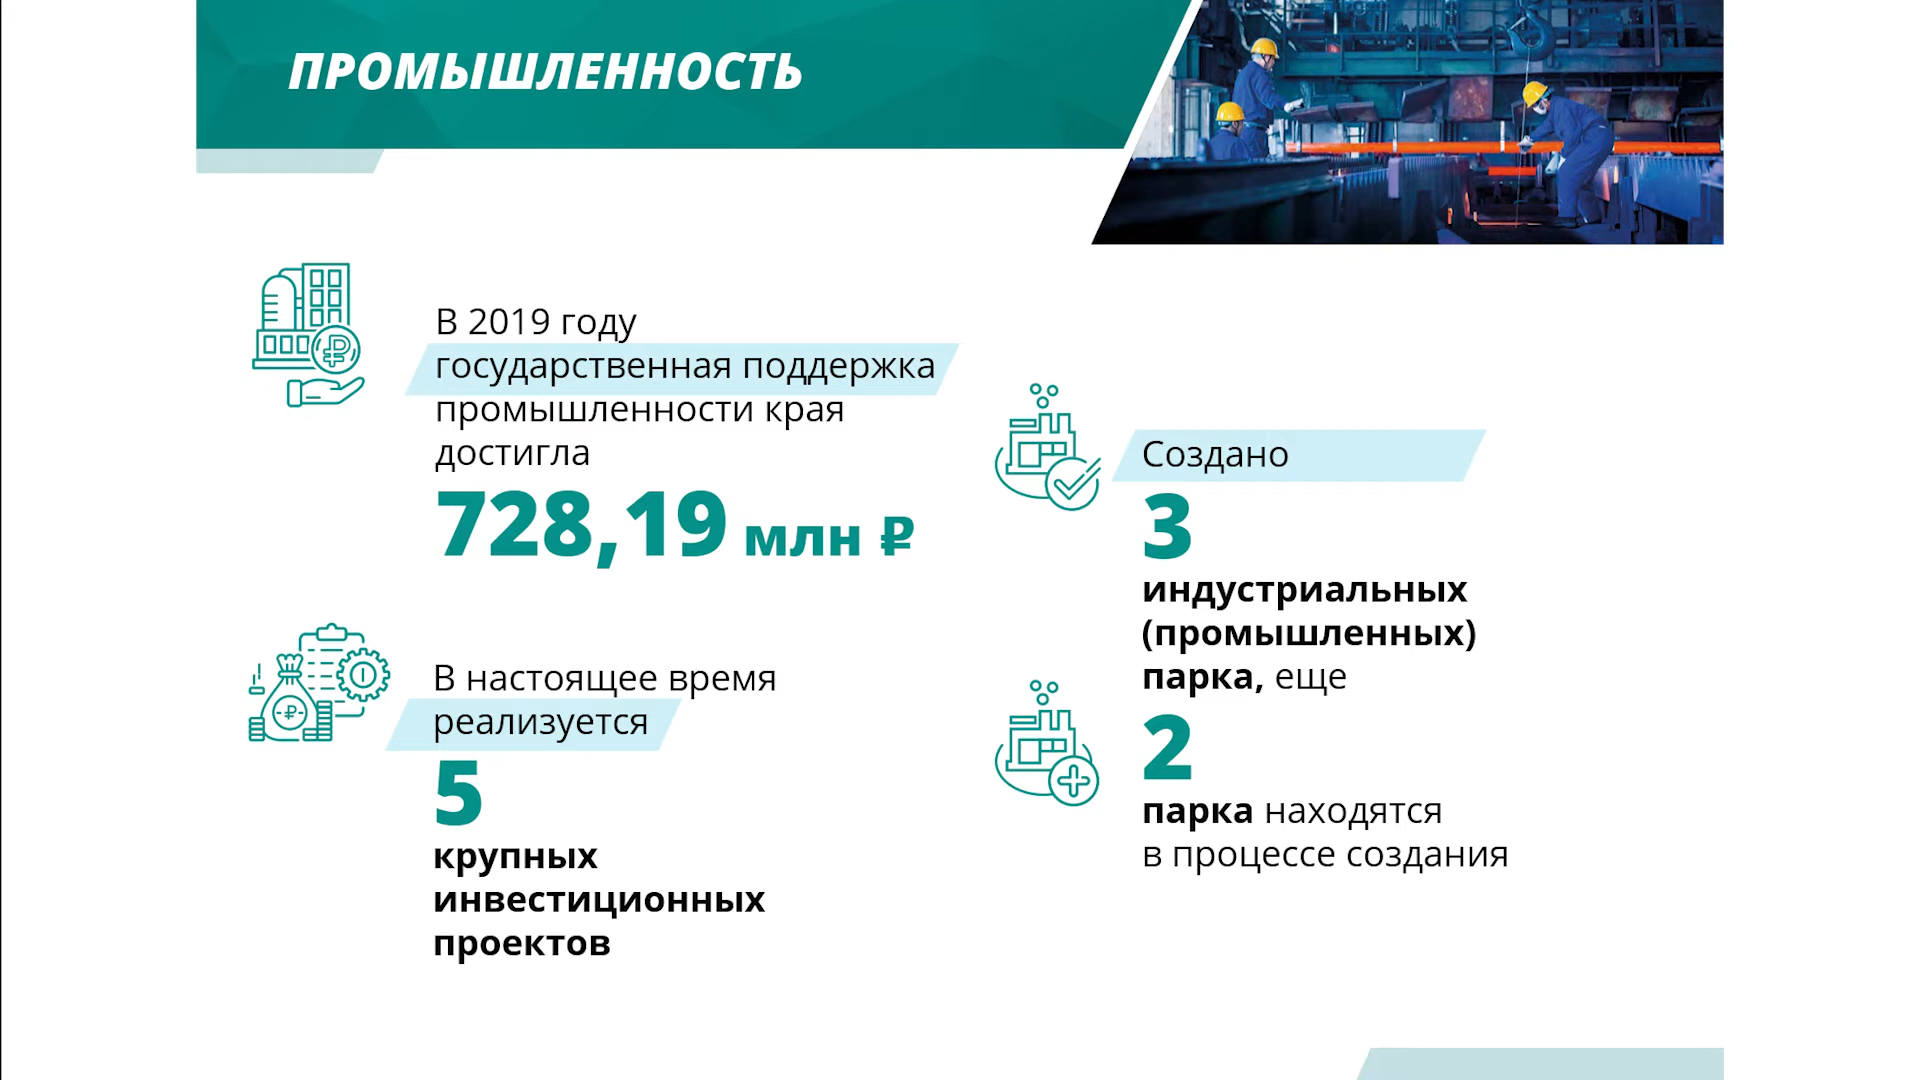 ПРОМЫШЛЕННОСТЬ
В 2019 году
государственная поддержка
промышленности края
достигла
728,19 млн ₽
В настоящее время
реализуется
5
крупных
инвестиционных
проектов
Создано
3
индустриальных
(промышленных)
парка, еще
2
парка находятся
в процессе создания